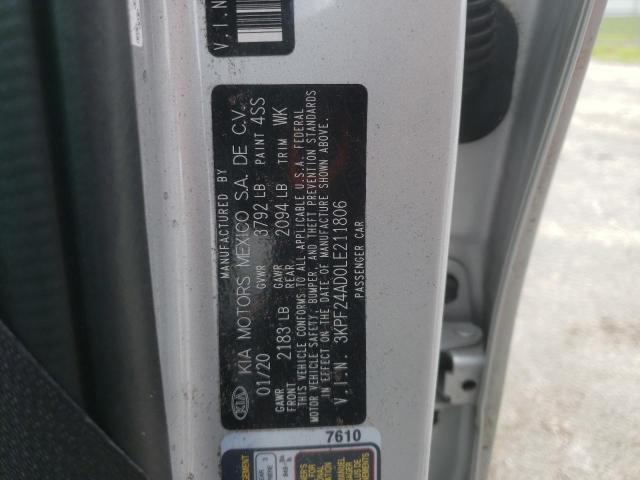 V.I.N
MANUFACTURED BY
KIA KIA MOTORS MEXICO S.A. DE C.V.
01/20 GVWR 3792 LB PAINT 4SS
GAWR FRONT 2183 LB GAWR REAR 2094 LB TRIM WK
THIS VEHICLE CONFORMS TO ALL APPLICABLE U.S.A. FEDERAL
MOTOR VEHICLE SAFETY, BUMPER, AND THEFT PREVENTION STANDARDS
IN EFFECT ON THE DATE OF MANUFACTURE SHOWN ABOVE.
V.I.N. 3KPF24AD0LE211806
PASSENGER CAR
7610